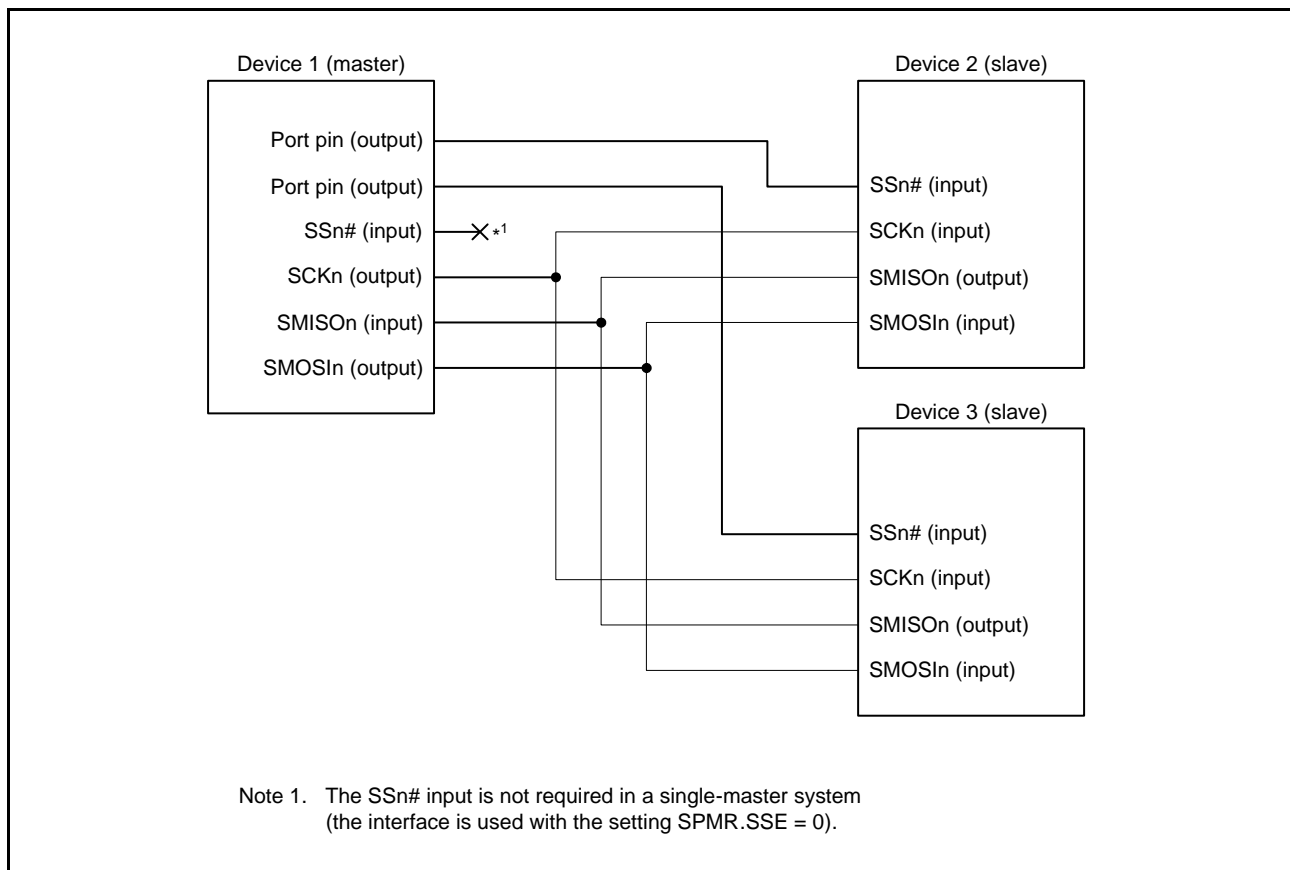 Device 1 (master)
Port pin (output)
Port pin (output)
SSn# (input)
*1
SCKn (output)
SMISOn (input)
SMOSIn (output)
Device 2 (slave)
SSn# (input)
SCKn (input)
SMISOn (output)
SMOSIn (input)
Device 3 (slave)
SSn# (input)
SCKn (input)
SMISOn (output)
SMOSIn (input)
Note 1. The SSn# input is not required in a single-master system
(the interface is used with the setting SPMR.SSE = 0).